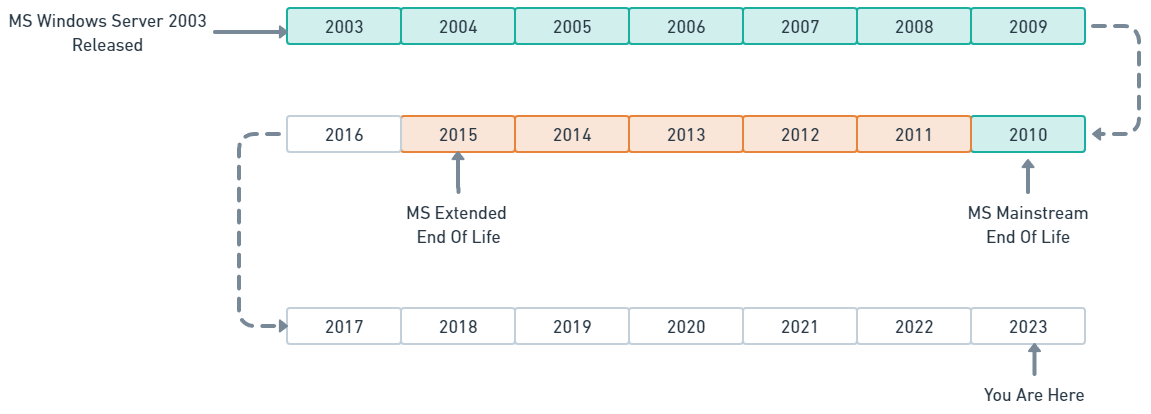 MS Windows Server 2003
Released
2003 2004 2005 2006 2007 2008 2009
2016 2015 2014 2013 2012 2011 2010
MS Extended
End Of Life
MS Mainstream
End Of Life
2017 2018 2019 2020 2021 2022 2023
You Are Here